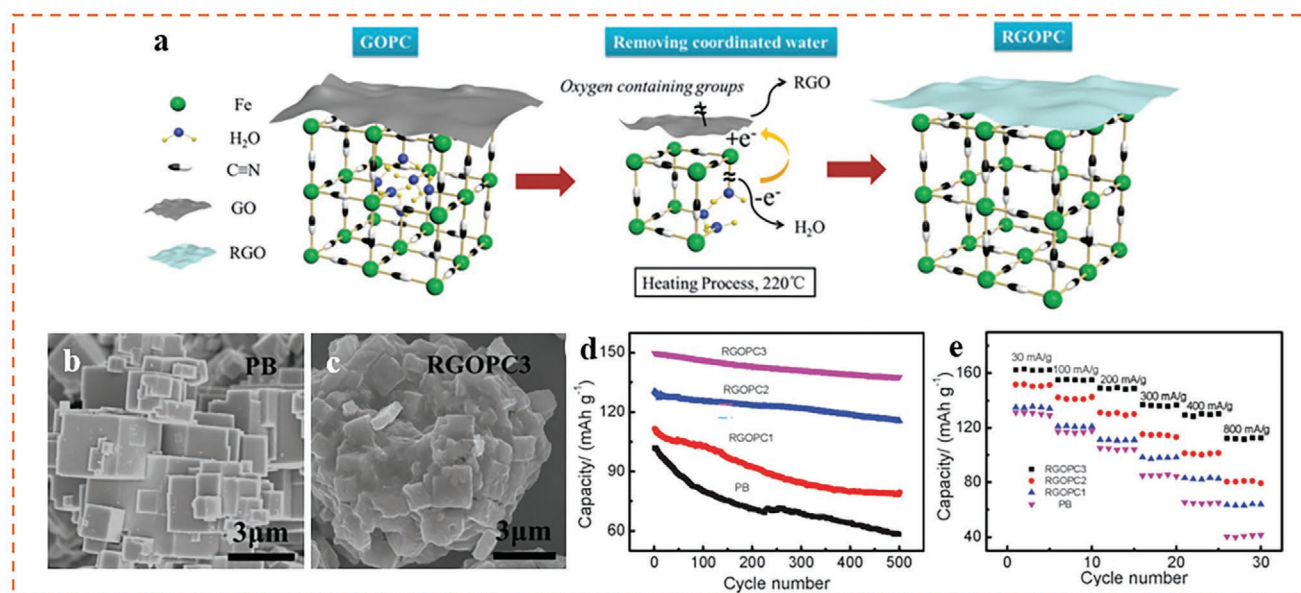 a
GOPC
Removing coordinated water
RGOPC
Fe
H₂O
C≡N
GO
RGO
Oxygen containing groups
RGO
+e⁻
-e⁻
H₂O
Heating Process, 220℃
b
PB
3μm
c
RGOPC3
3μm
d
Capacity/ (mAh g⁻¹)
150
120
90
60
RGOPC3
RGOPC2
RGOPC1
PB
0 100 200 300 400 500
Cycle number
e
Capacity/ (mAh g⁻¹)
160
120
80
40
30 mA/g
100 mA/g
200 mA/g
300 mA/g
400 mA/g
800 mA/g
RGOPC3
RGOPC2
RGOPC1
PB
0 10 20 30
Cycle number